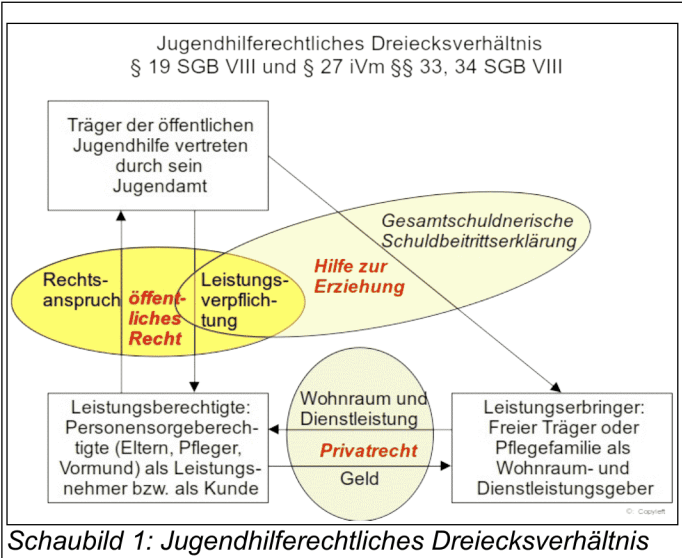 Jugendhilferechtliches Dreiecksverhältnis
§ 19 SGB VIII und § 27 iVm §§ 33, 34 SGB VIII
Träger der öffentlichen
Jugendhilfe vertreten
durch sein
Jugendamt
Gesamtschuldnerische
Schuldbeitrittserklärung
Hilfe zur
Erziehung
Rechts-
anspruch
öffent-
liches
Recht
Leistungs-
verpflich-
tung
Leistungsberechtigte:
Personensorgeberech-
tigte (Eltern, Pfleger,
Vormund) als Leistungs-
nehmer bzw. als Kunde
Wohnraum und
Dienstleistung
Privatrecht
Geld
Leistungserbringer:
Freier Träger oder
Pflegefamilie als
Wohnraum- und
Dienstleistungsgeber
©: Copyleft
Schaubild 1: Jugendhilferechtliches Dreiecksverhältnis